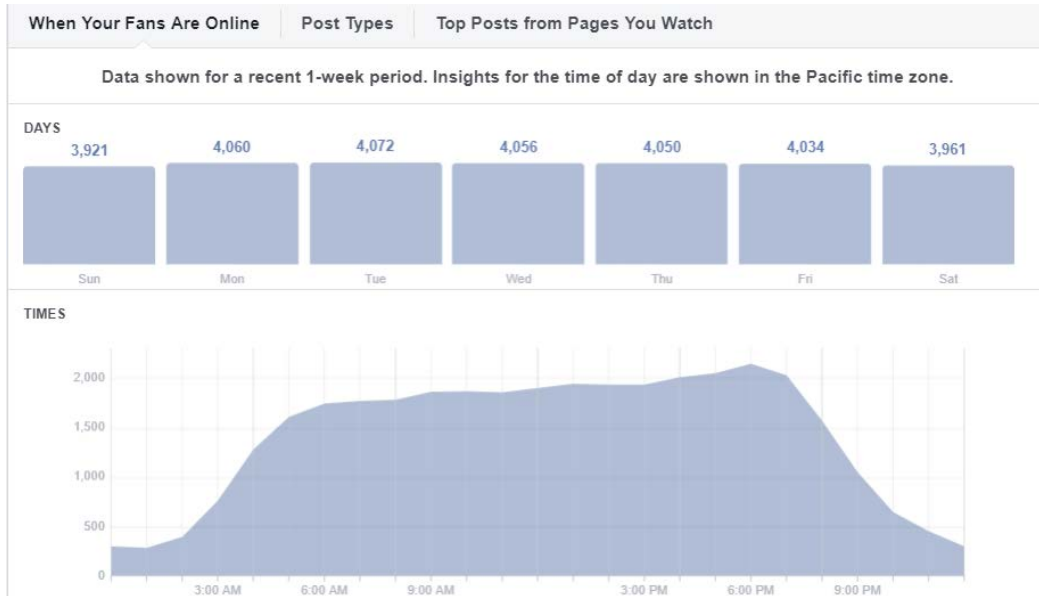 When Your Fans Are Online Post Types Top Posts from Pages You Watch
Data shown for a recent 1-week period. Insights for the time of day are shown in the Pacific time zone.
DAYS
3,921 4,060 4,072 4,056 4,050 4,034 3,961
Sun Mon Tue Wed Thu Fri Sat
TIMES
2,000
1,500
1,000
500
0
3:00 AM 6:00 AM 9:00 AM 3:00 PM 6:00 PM 9:00 PM